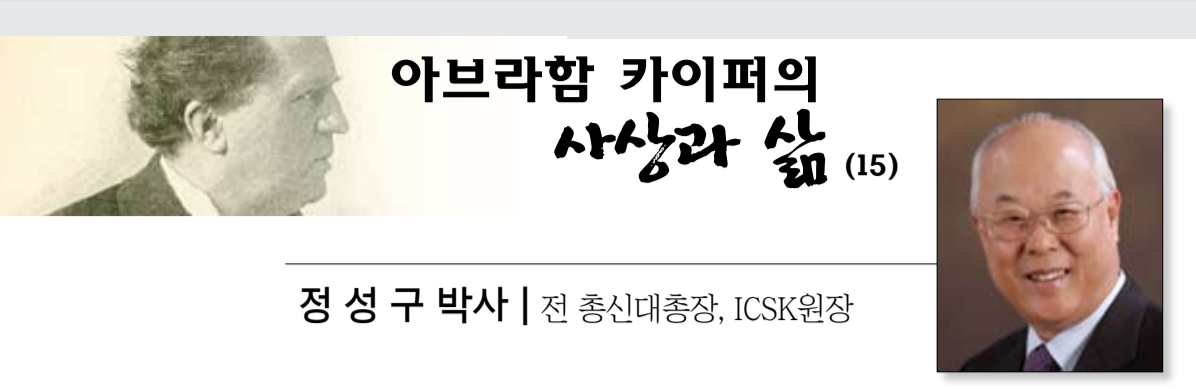 아브라함 카이퍼의
사상과 삶 (15)
정 성 구 박사 | 전 총신대총장, ICSK원장